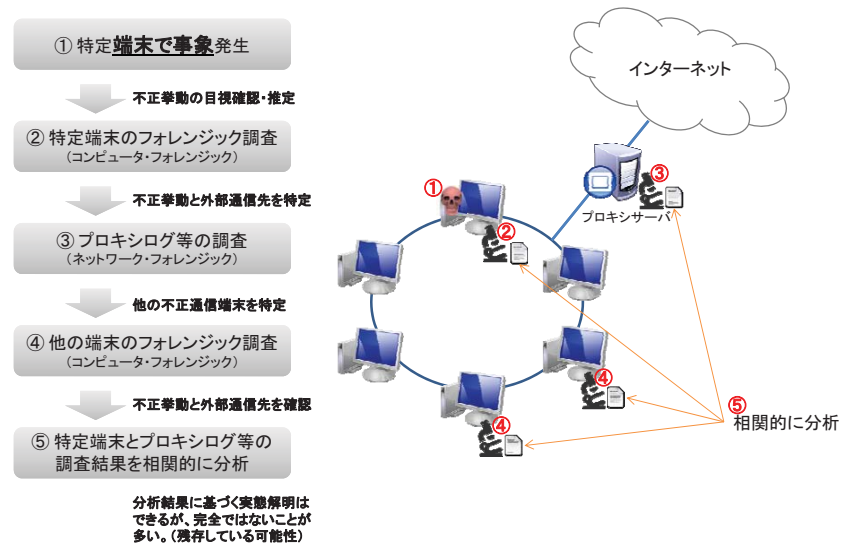 ① 特定端末で事象発生
不正挙動の目視確認・推定
② 特定端末のフォレンジック調査
(コンピュータ・フォレンジック)
不正挙動と外部通信先を特定
③ プロキシログ等の調査
(ネットワーク・フォレンジック)
他の不正通信端末を特定
④ 他の端末のフォレンジック調査
(コンピュータ・フォレンジック)
不正挙動と外部通信先を確認
⑤ 特定端末とプロキシログ等の
調査結果を相関的に分析
分析結果に基づく実態解明は
できるが、完全ではないことが
多い。(残存している可能性)
インターネット
③
プロキシサーバ
①
②
④
④
⑤
相関的に分析